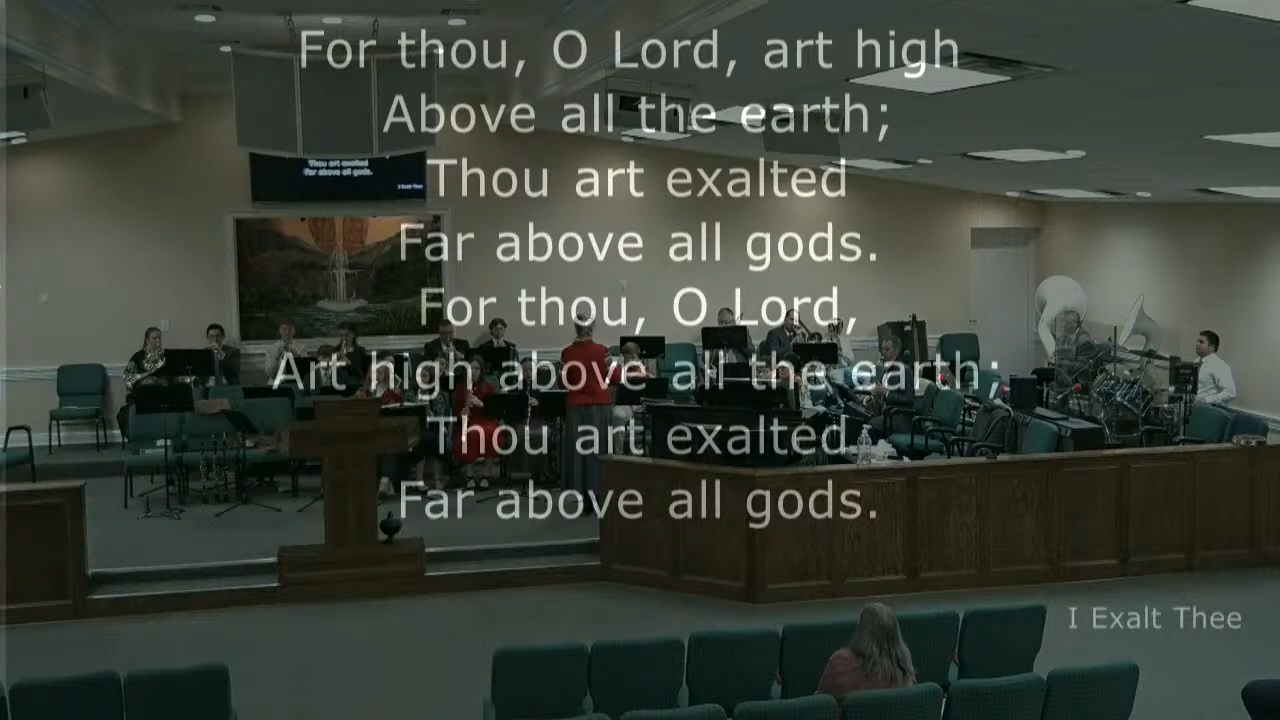 For thou, O Lord, art high
Above all the earth;
Thou art exalted
Far above all gods.
For thou, O Lord,
Art high above all the earth;
Thou art exalted
Far above all gods.
I Exalt Thee
Thou art exalted
far above all gods.
I Exalt Thee